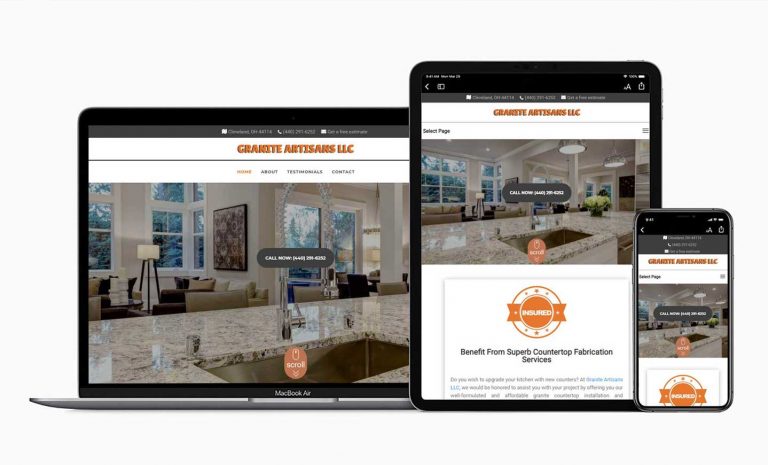 Cleveland, OH 44114 (440) 291-6252 Get a free estimate
GRANITE ARTISANS LLC
HOME ABOUT TESTIMONIALS CONTACT
CALL NOW: (440) 291-6252
scroll
MacBook Air
9:41 AM Mon Mar 25 100%
AA
Cleveland, OH 44114 (440) 291-6252 Get a free estimate
GRANITE ARTISANS LLC
Select Page
CALL NOW: (440) 291-6252
scroll
INSURED
Benefit From Superb Countertop Fabrication
Services
Do you wish to upgrade your kitchen with new counters? At Granite Artisans
LLC, we would be honored to assist you with your project by offering you our
well-formulated and affordable granite countertop installation and
9:41
AA
Cleveland, OH 44114
(440) 291-6252
Get a free estimate
GRANITE ARTISANS LLC
Select Page
CALL NOW: (440) 291-6252
scroll
INSURED